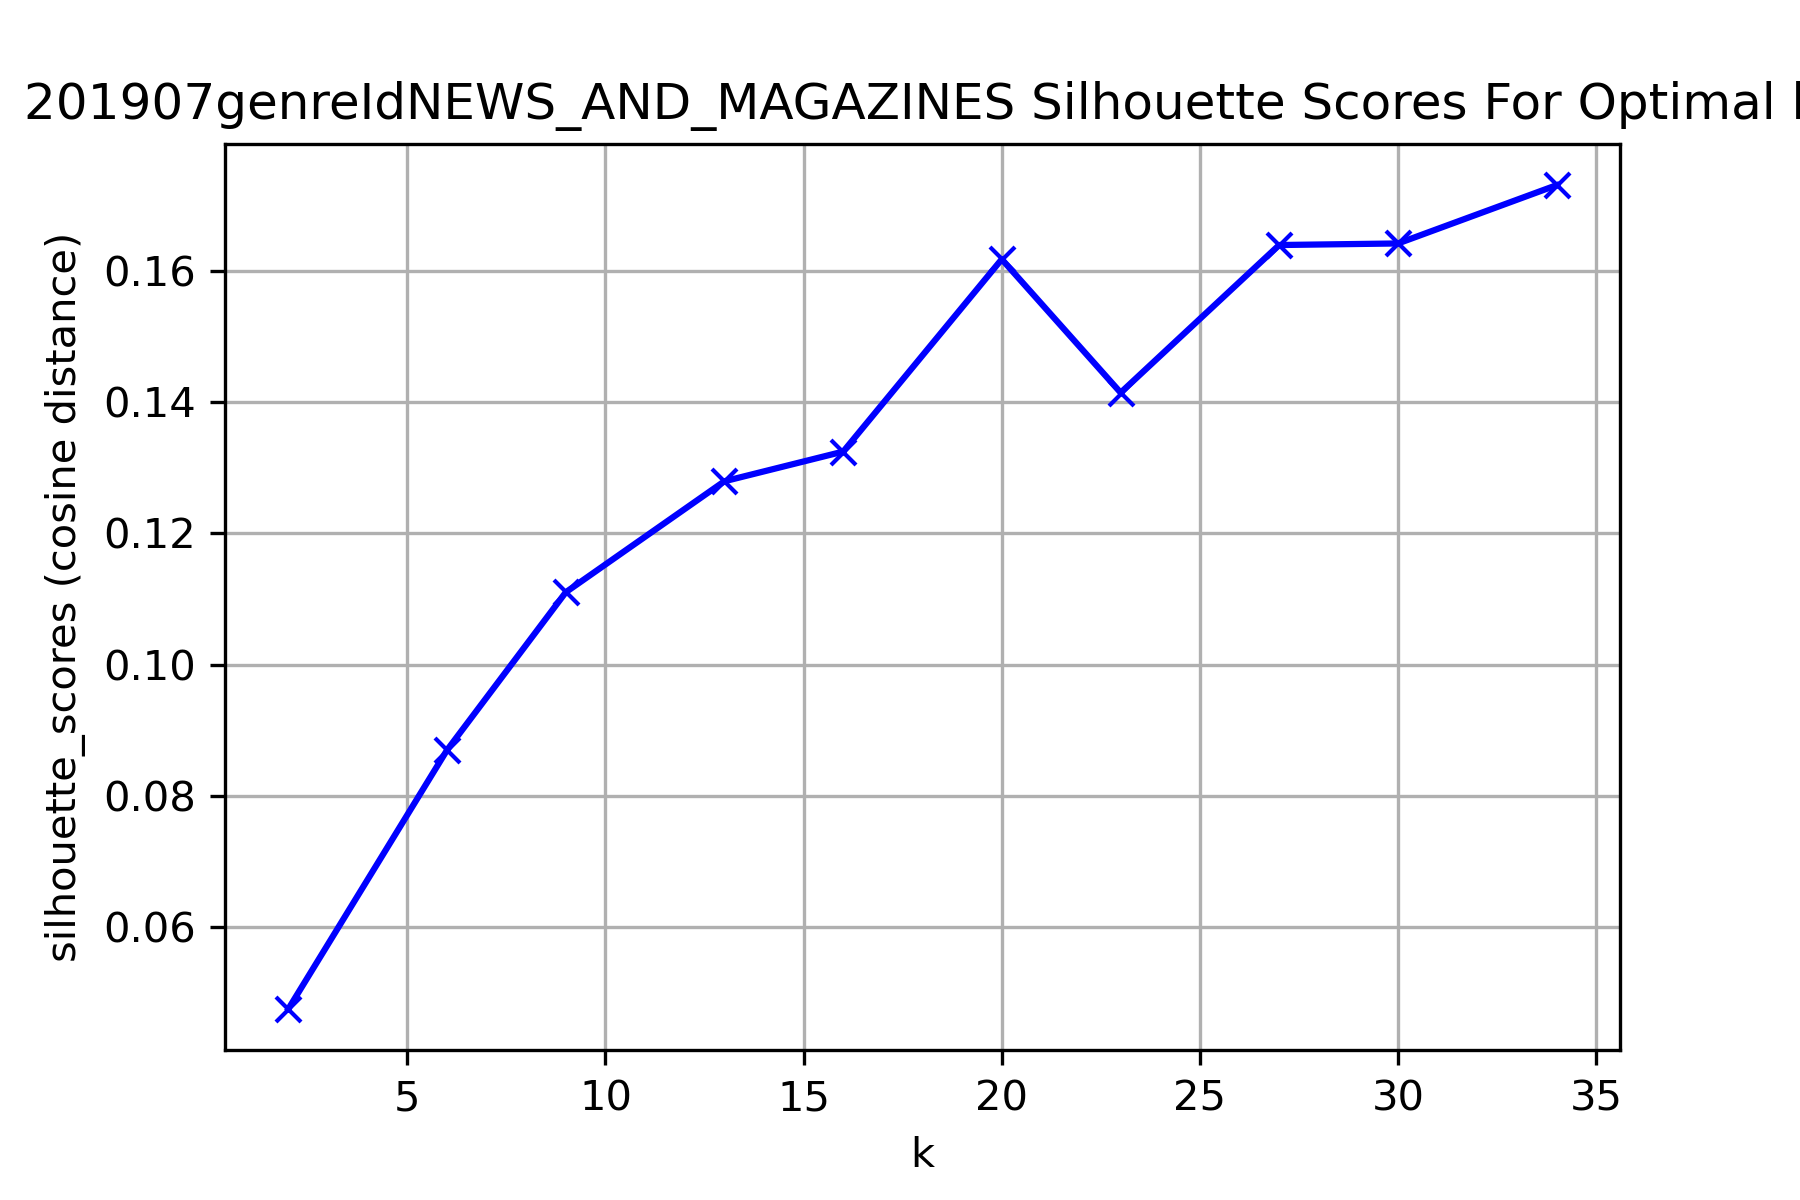 201907genreIdNEWS_AND_MAGAZINES Silhouette Scores For Optimal
silhouette_scores (cosine distance)
0.16
0.14
0.12
0.10
0.08
0.06
5 10 15 20 25 30 35
k